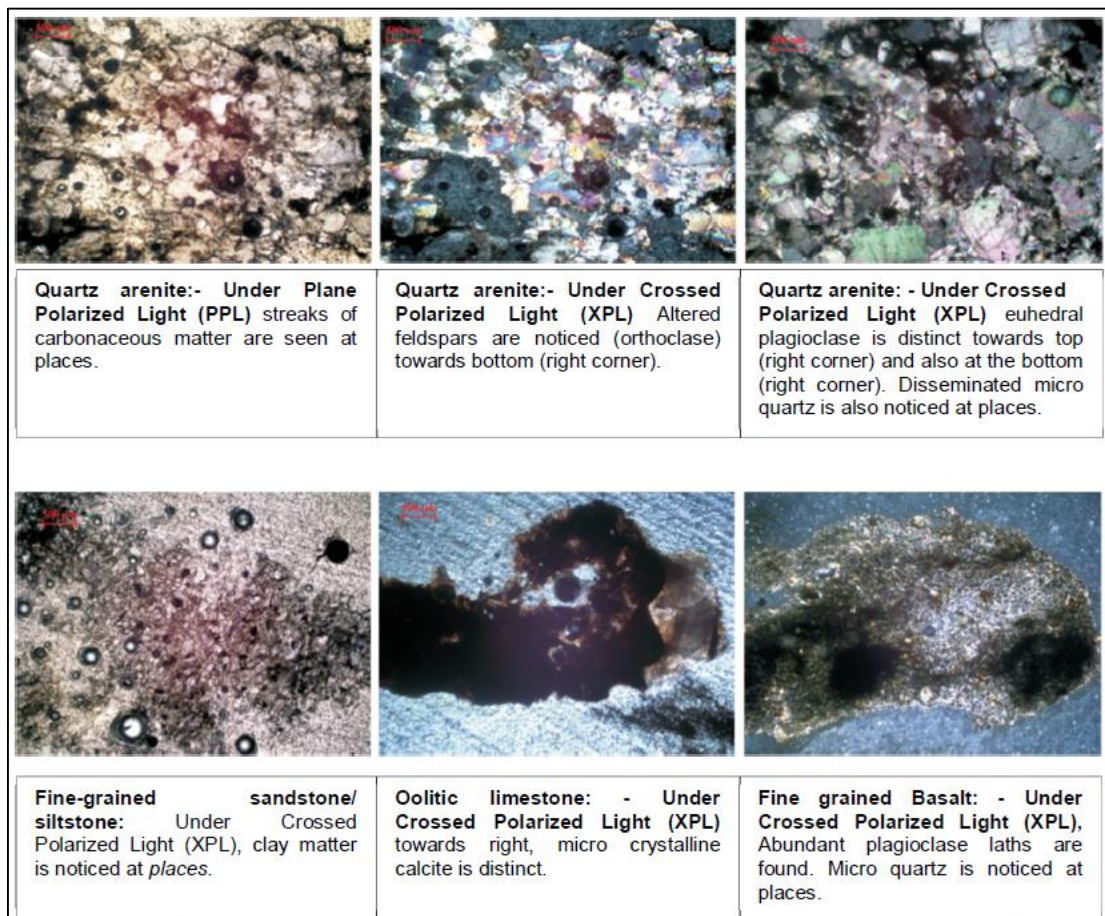 Quartz arenite:- Under Plane
Polarized Light (PPL) streaks of
carbonaceous matter are seen at
places.
Quartz arenite:- Under Crossed
Polarized Light (XPL) Altered
feldspars are noticed (orthoclase)
towards bottom (right corner).
Quartz arenite: - Under Crossed
Polarized Light (XPL) euhedral
plagioclase is distinct towards top
(right corner) and also at the bottom
(right corner). Disseminated micro
quartz is also noticed at places.
Fine-grained sandstone/
siltstone: Under Crossed
Polarized Light (XPL), clay matter
is noticed at places.
Oolitic limestone: - Under
Crossed Polarized Light (XPL)
towards right, micro crystalline
calcite is distinct.
Fine grained Basalt: - Under
Crossed Polarized Light (XPL),
Abundant plagioclase laths are
found. Micro quartz is noticed at
places.